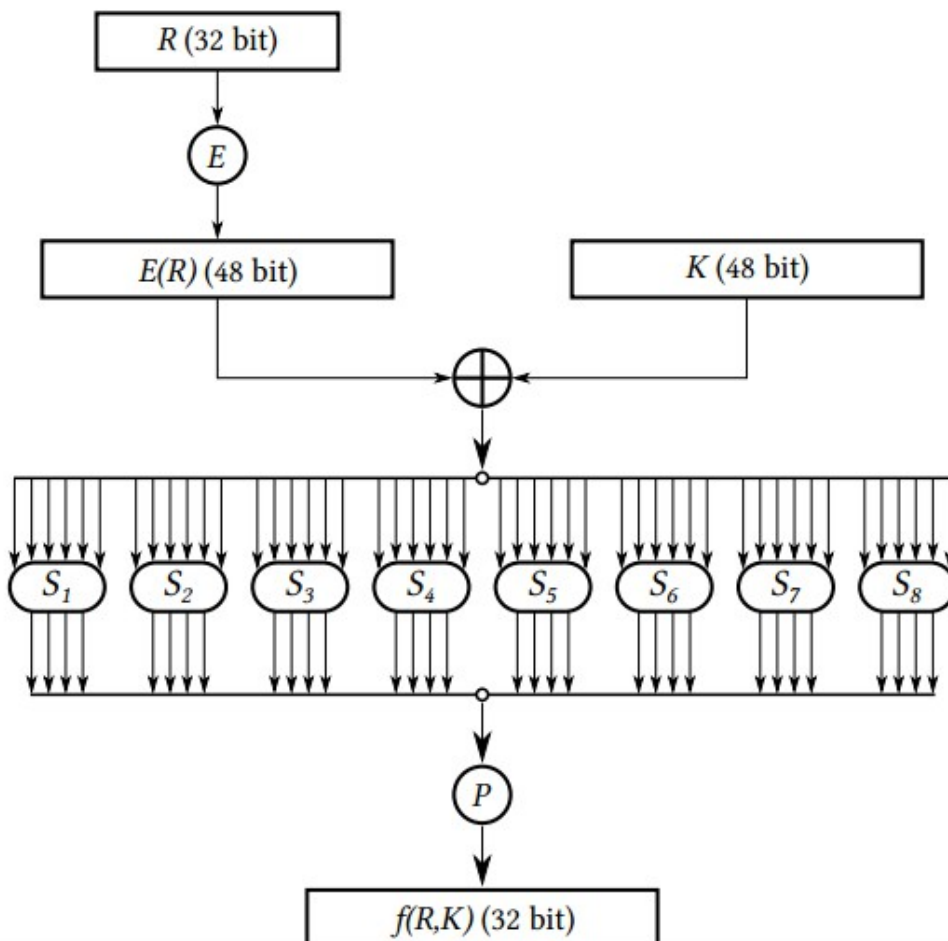 R (32 bit)
E
E(R) (48 bit) K (48 bit)
S1 S2 S3 S4 S5 S6 S7 S8
P
f(R,K) (32 bit)